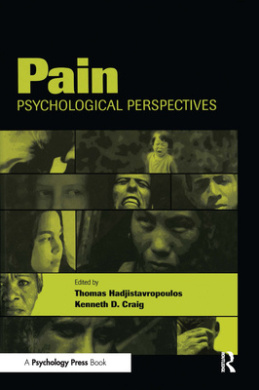 Pain
PSYCHOLOGICAL PERSPECTIVES
Edited by
Thomas Hadjistavropoulos
Kenneth D. Craig
A Psychology Press Book
R